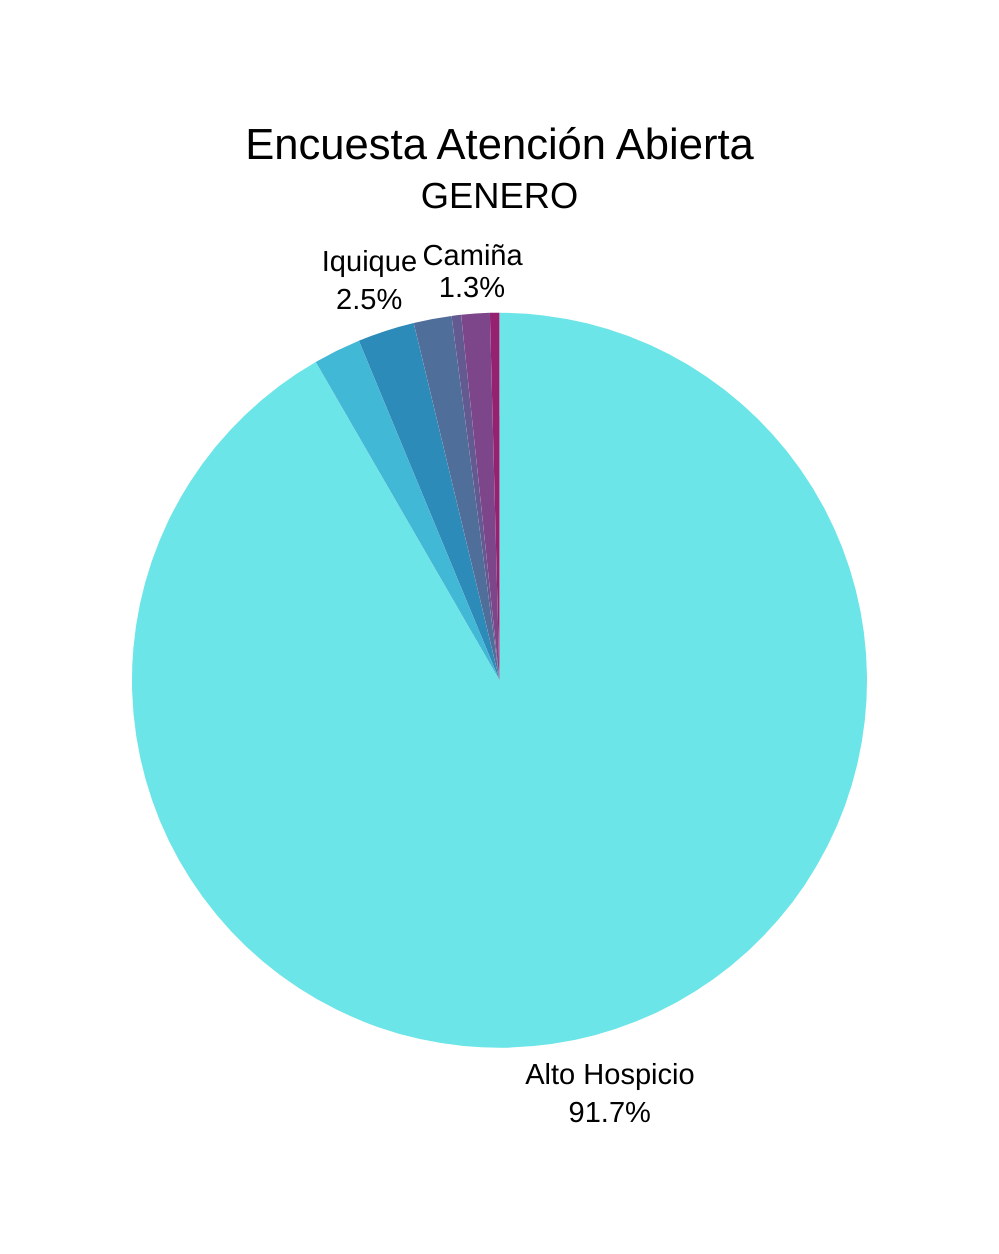 Encuesta Atención Abierta
GENERO
Iquique
2.5%
Camiña
1.3%
Alto Hospicio
91.7%